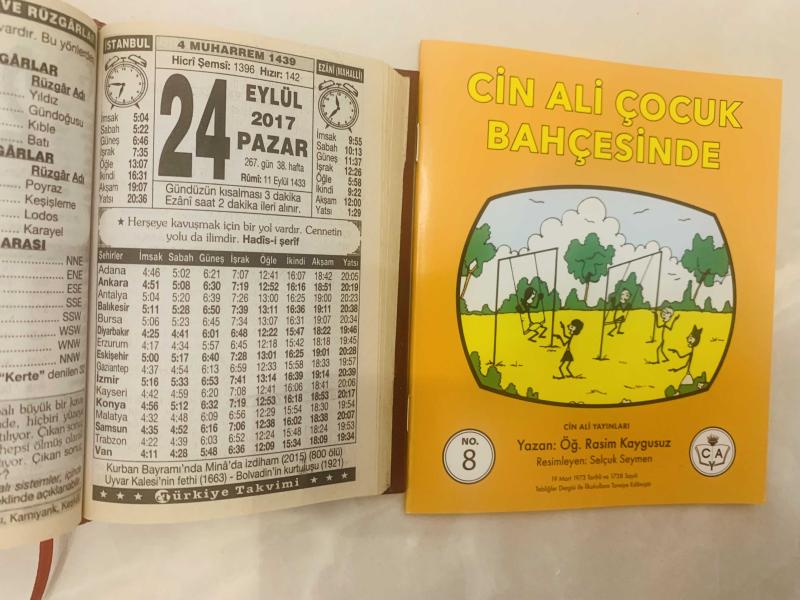 VE RÜZGÂRLAR
vardır. Bu yönlerden
GÂRLAR
Rüzgâr Adı
Yıldız
Gündoğusu
Kıble
Batı
GÂRLAR
Rüzgâr Adı
Poyraz
Keşişleme
Lodos
Karayel
ARASI
NNE
ENE
ESE
SSE
SSW
WSW
WNW
NNW
"Kerte" denilen 32
İSTANBUL
İmsak 5:04
Sabah 5:22
Güneş 6:46
İşrak 7:35
Öğle 13:07
İkindi 16:31
Akşam 19:07
Yatsı 20:36
4 MUHARREM 1439
Hicrî Şemsî: 1396 Hızır: 142
24
EYLÜL
2017
PAZAR
267. gün 38. hafta
Rûmî: 11 Eylül 1433
Gündüzün kısalması 3 dakika
Ezânî saat 2 dakika ileri alınır.
EZÂNÎ (MAHALLÎ)
İmsak 9:55
Sabah 10:13
Güneş 11:37
İşrak 12:26
Öğle 5:58
İkindi 9:22
Akşam 12:00
Yatsı 1:29
★ Herşeye kavuşmak için bir yol vardır. Cennetin
yolu da ilimdir. Hadîs-i şerîf
Şehirler İmsak Sabah Güneş İşrak Öğle İkindi Akşam Yatsı
Adana 4:46 5:02 6:21 7:07 12:41 16:07 18:42 20:05
Ankara 4:51 5:08 6:30 7:19 12:52 16:16 18:51 20:19
Antalya 5:04 5:20 6:39 7:26 13:00 16:25 19:00 20:23
Balıkesir 5:11 5:28 6:50 7:39 13:11 16:36 19:11 20:38
Bursa 5:06 5:23 6:45 7:34 13:07 16:31 19:07 20:34
Diyarbakır 4:25 4:41 6:01 6:48 12:22 15:47 18:22 19:46
Erzurum 4:17 4:34 5:57 6:45 12:18 15:42 18:18 19:45
Eskişehir 5:00 5:17 6:40 7:28 13:01 16:25 19:01 20:28
Gaziantep 4:37 4:54 6:13 6:59 12:33 15:58 18:33 19:57
İzmir 5:16 5:33 6:53 7:41 13:14 16:39 19:14 20:39
Kayseri 4:42 4:59 6:20 7:08 12:41 16:06 18:41 20:06
Konya 4:56 5:12 6:32 7:19 12:53 16:18 18:53 20:17
Malatya 4:32 4:48 6:09 6:56 12:29 15:54 18:30 19:54
Samsun 4:35 4:52 6:16 7:06 12:38 16:02 18:38 20:07
Trabzon 4:22 4:39 6:03 6:52 12:24 15:48 18:24 19:53
Van 4:11 4:28 5:48 6:36 12:09 15:34 18:09 19:34
Kurban Bayramı'nda Minâ'da izdiham (2015) (800 ölü)
Uyvar Kalesi'nin fethi (1663) - Bolvadin'in kurtuluşu (1921)
★ ★ ★ ★ Türkiye Takvimi ★ ★ ★ ★
CİN ALİ ÇOCUK
BAHÇESİNDE
CİN ALİ YAYINLARI
NO.
8
Yazan: Öğ. Rasim Kaygusuz
Resimleyen: Selçuk Seymen
Ç A
Y
19 Mart 1973 Tarihli ve 1738 Sayılı
Tebliğler Dergisi ile İlkokullara Tavsiye Edilmiştir